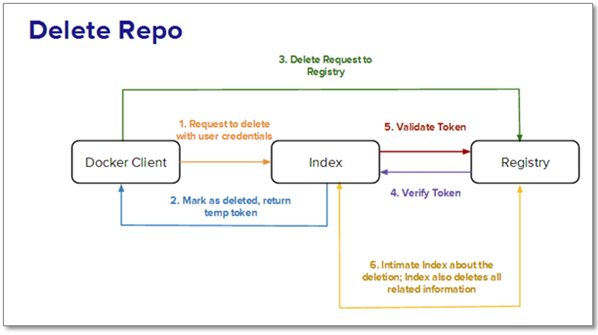 Delete Repo
3. Delete Request to
Registry
1. Request to delete
with user credentials
5. Validate Token
Docker Client
Index
Registry
2. Mark as deleted, return
temp token
4. Verify Token
6. Intimate Index about the
deletion; Index also deletes all
related information